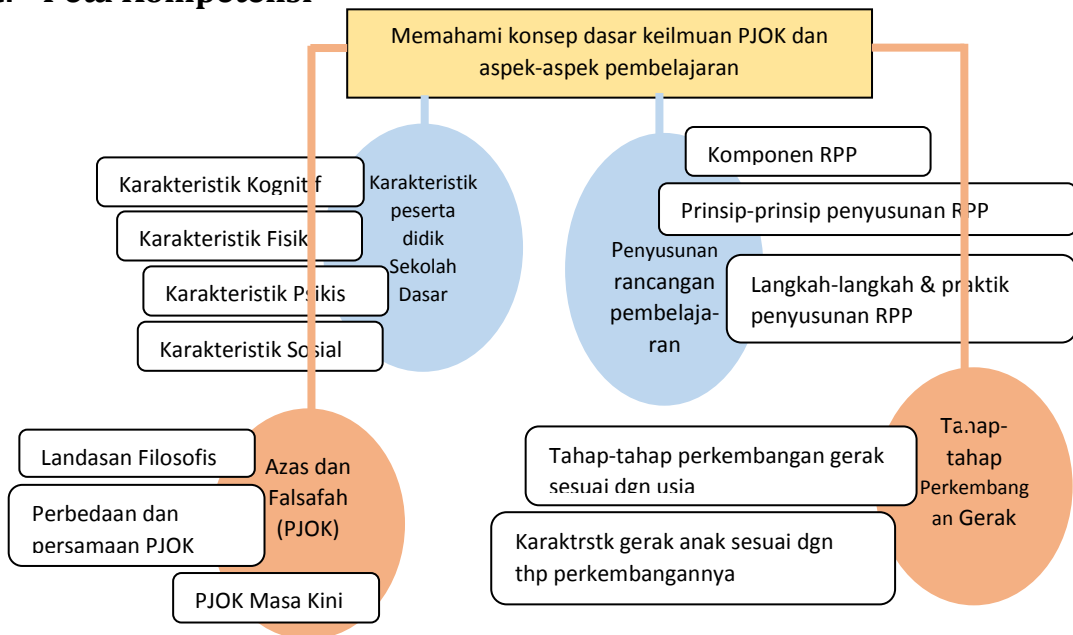 Peta Kompetensi
Memahami konsep dasar keilmuan PJOK dan
aspek-aspek pembelajaran
Karakteristik Kognitif
Karakteristik Fisik
Karakteristik Psikis
Karakteristik Sosial
Karakteristik
peserta
didik
Sekolah
Dasar
Komponen RPP
Prinsip-prinsip penyusunan RPP
Langkah-langkah & praktik
penyusunan RPP
Penyusunan
rancangan
pembelaja-
ran
Landasan Filosofis
Perbedaan dan
persamaan PJOK
PJOK Masa Kini
Azas dan
Falsafah
(PJOK)
Tahap-tahap perkembangan gerak
sesuai dgn usia
Karaktrstk gerak anak sesuai dgn
thp perkembangannya
Tahap-
tahap
Perkembang
an Gerak